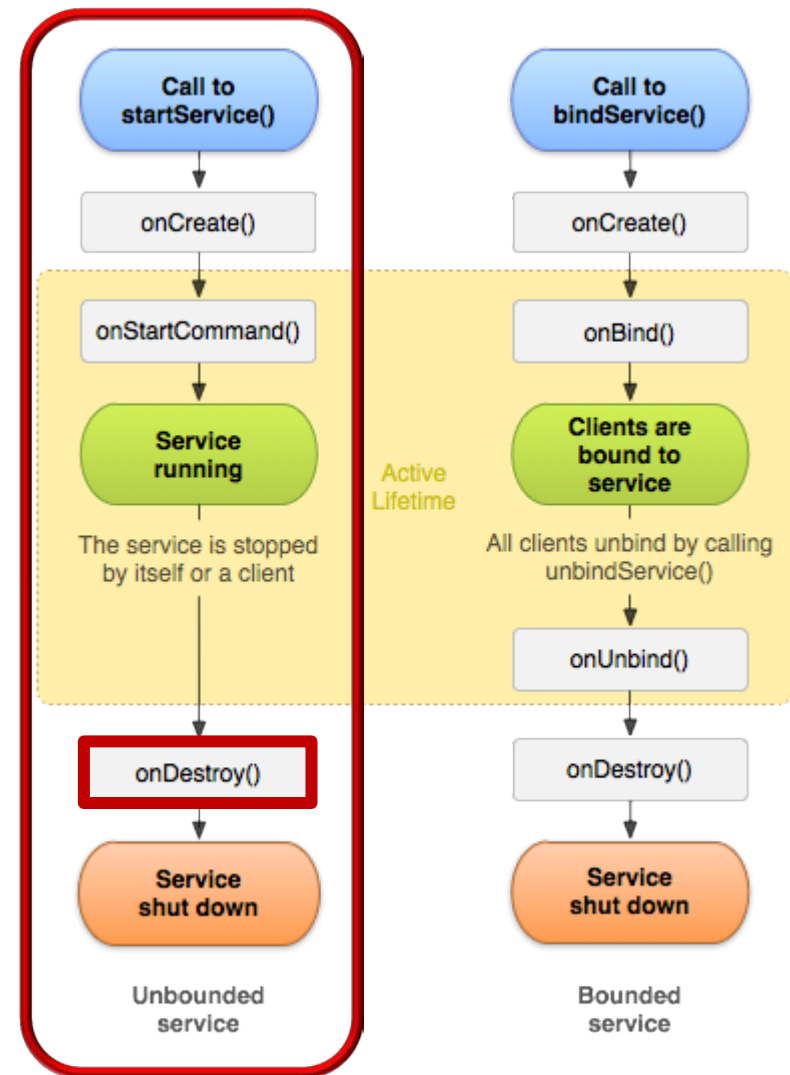 Call to
startService()
onCreate()
onStartCommand()
Service
running
The service is stopped
by itself or a client
onDestroy()
Service
shut down
Unbounded
service
Active
Lifetime
Call to
bindService()
onCreate()
onBind()
Clients are
bound to
service
All clients unbind by calling
unbindService()
onUnbind()
onDestroy()
Service
shut down
Bounded
service